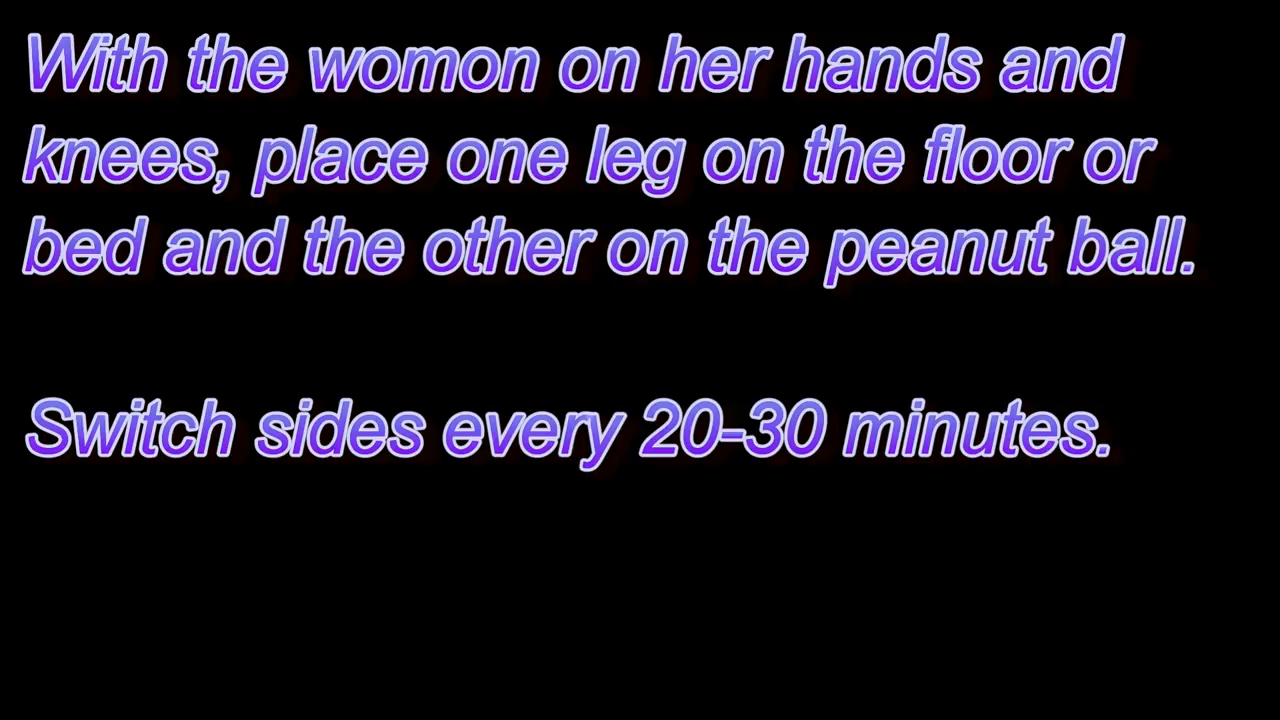 With the womon on her hands and
knees, place one leg on the floor or
bed and the other on the peanut ball.
Switch sides every 20-30 minutes.